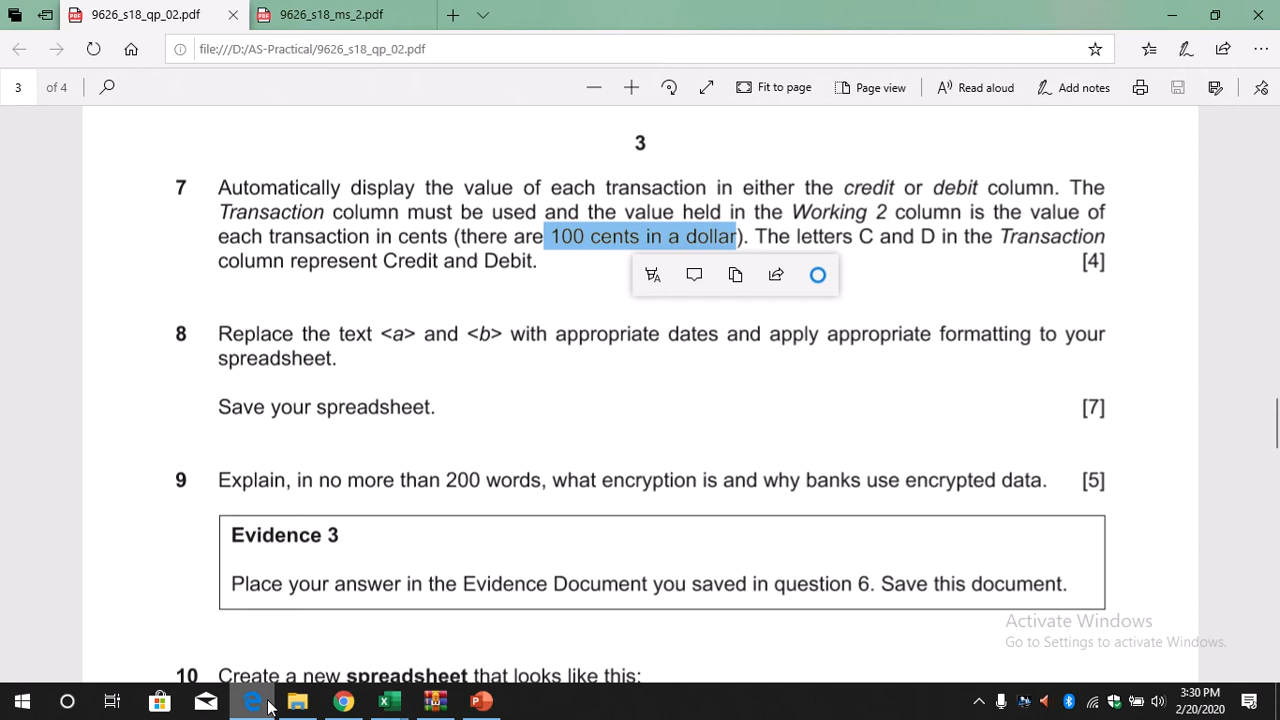 9626_s18_qp_02.pdf
9626_s18_ms_2.pdf
file:///D:/AS-Practical/9626_s18_qp_02.pdf
3 of 4
Fit to page
Page view
Read aloud
Add notes
3
7 Automatically display the value of each transaction in either the credit or debit column. The
Transaction column must be used and the value held in the Working 2 column is the value of
each transaction in cents (there are 100 cents in a dollar). The letters C and D in the Transaction
column represent Credit and Debit. [4]
8 Replace the text <a> and <b> with appropriate dates and apply appropriate formatting to your
spreadsheet.
Save your spreadsheet. [7]
9 Explain, in no more than 200 words, what encryption is and why banks use encrypted data. [5]
Evidence 3
Place your answer in the Evidence Document you saved in question 6. Save this document.
Activate Windows
Go to Settings to activate Windows.
10 Create a new spreadsheet that looks like this:
3:30 PM
2/20/2020